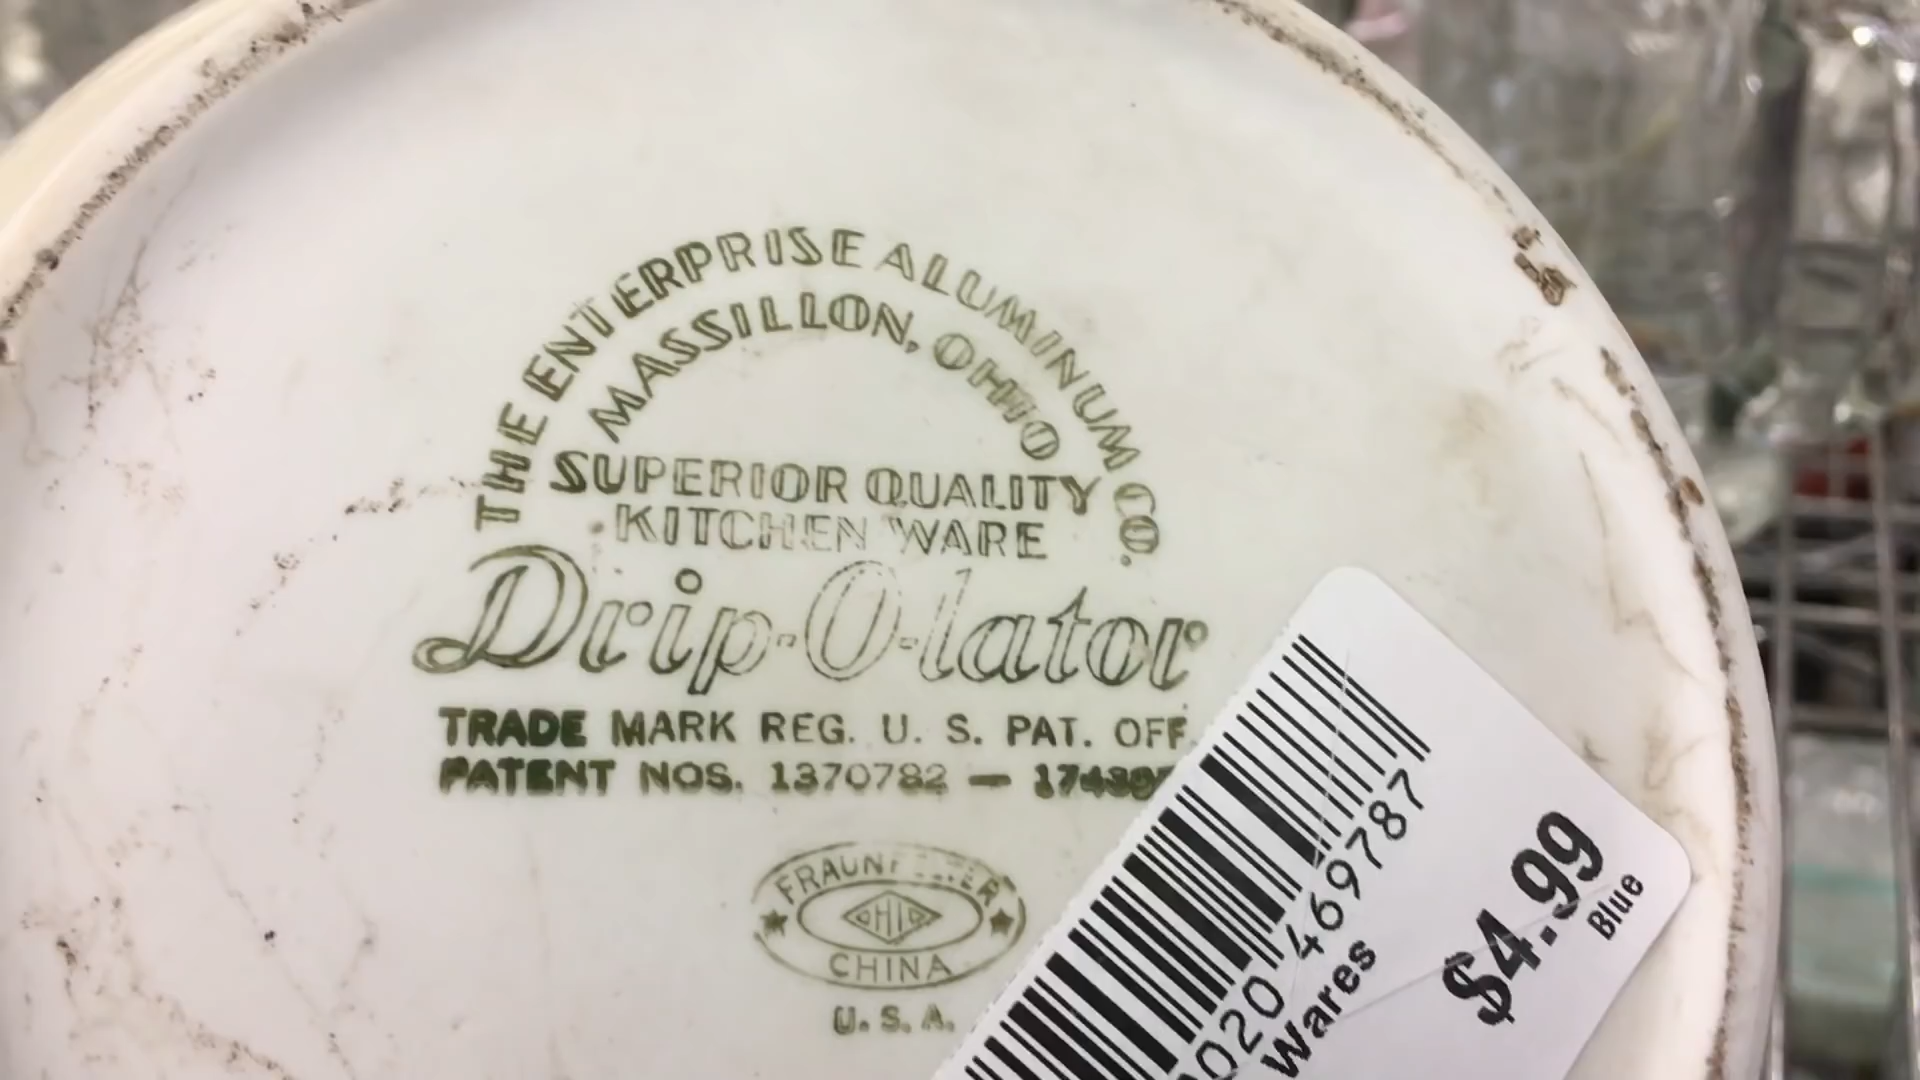 THE ENTERPRISE ALUMINUM CO.
MASSILLON, OHIO
SUPERIOR QUALITY
KITCHEN WARE
Drip-O-lator
TRADE MARK REG. U. S. PAT. OFF.
PATENT NOS. 1370782 —
OHIO
CHINA
U. S. A.
020 469787
Wares
$4.99
Blue